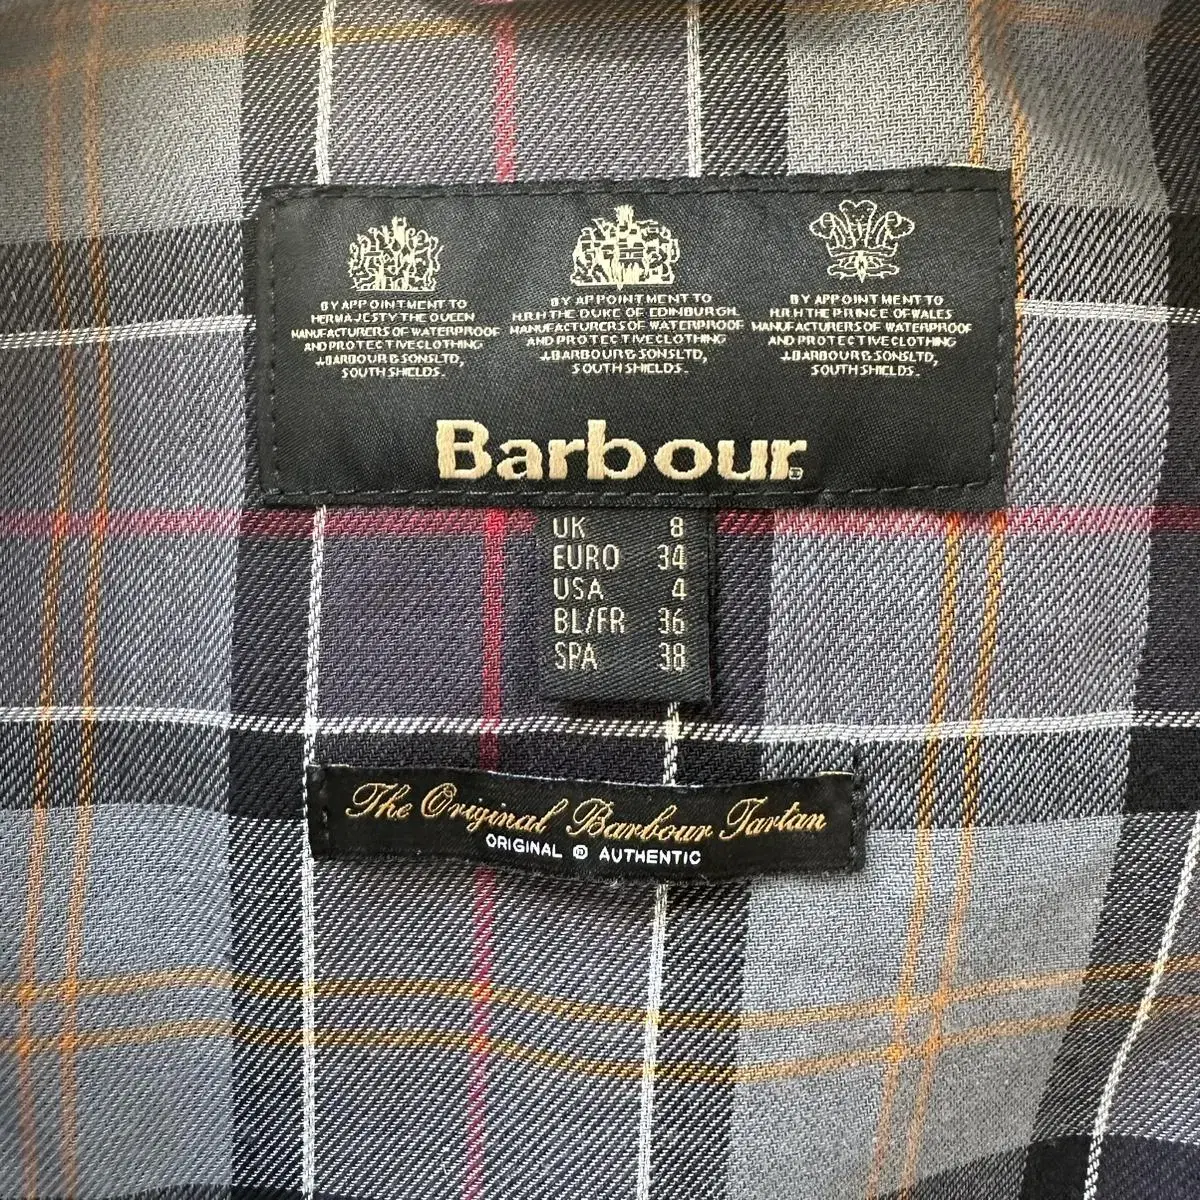 BY APPOINTMENT TO
HER MAJESTY THE QUEEN
MANUFACTURERS OF WATERPROOF
AND PROTECTIVE CLOTHING
J.BARBOUR & SONS LTD,
SOUTH SHIELDS.
BY APPOINTMENT TO
H.R.H THE DUKE OF EDINBURGH
MANUFACTURERS OF WATERPROOF
AND PROTECTIVE CLOTHING
J.BARBOUR & SONS LTD,
SOUTH SHIELDS.
BY APPOINTMENT TO
H.R.H THE PRINCE OF WALES
MANUFACTURERS OF WATERPROOF
AND PROTECTIVE CLOTHING
J.BARBOUR & SONS LTD,
SOUTH SHIELDS.
Barbour®
UK 8
EURO 34
USA 4
BL/FR 36
SPA 38
The Original Barbour Tartan
ORIGINAL ® AUTHENTIC